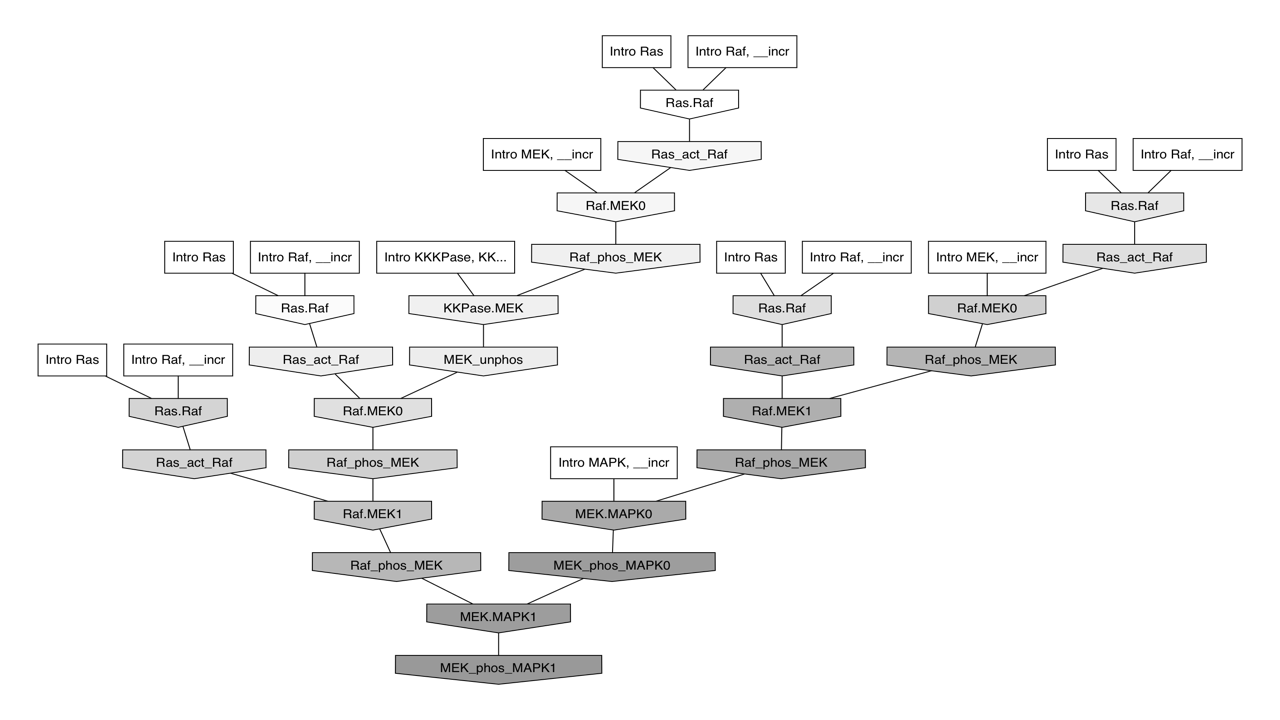 Intro Ras
Intro Raf, __incr
Ras.Raf
Intro MEK, __incr
Ras_act_Raf
Intro Ras
Intro Raf, __incr
Raf.MEK0
Ras.Raf
Intro Ras
Intro Raf, __incr
Intro KKKPase, KK...
Raf_phos_MEK
Intro Ras
Intro Raf, __incr
Intro MEK, __incr
Ras_act_Raf
Ras.Raf
KKPase.MEK
Ras.Raf
Raf.MEK0
Intro Ras
Intro Raf, __incr
Ras_act_Raf
MEK_unphos
Ras_act_Raf
Raf_phos_MEK
Ras.Raf
Raf.MEK0
Raf.MEK1
Ras_act_Raf
Raf_phos_MEK
Intro MAPK, __incr
Raf_phos_MEK
Raf.MEK1
MEK.MAPK0
Raf_phos_MEK
MEK_phos_MAPK0
MEK.MAPK1
MEK_phos_MAPK1